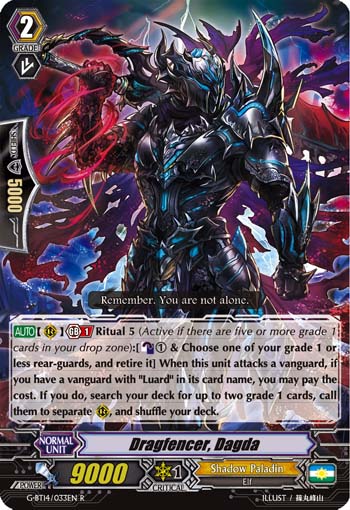 2
GRADE
SHIELD
5000
Remember. You are not alone.
AUTO[ ] GB 1 Ritual 5 (Active if there are five or more grade 1
cards in your drop zone):[ ① & Choose one of your grade 1 or
less rear-guards, and retire it] When this unit attacks a vanguard, if
you have a vanguard with "Luard" in its card name, you may pay the
cost. If you do, search your deck for up to two grade 1 cards, call
them to separate , and shuffle your deck.
NORMAL
UNIT
Dragfencer, Dagda
POWER
9000
1
CRITICAL
Shadow Paladin
Elf
G-BT14/033EN R
ILLUST / 篠丸峰山